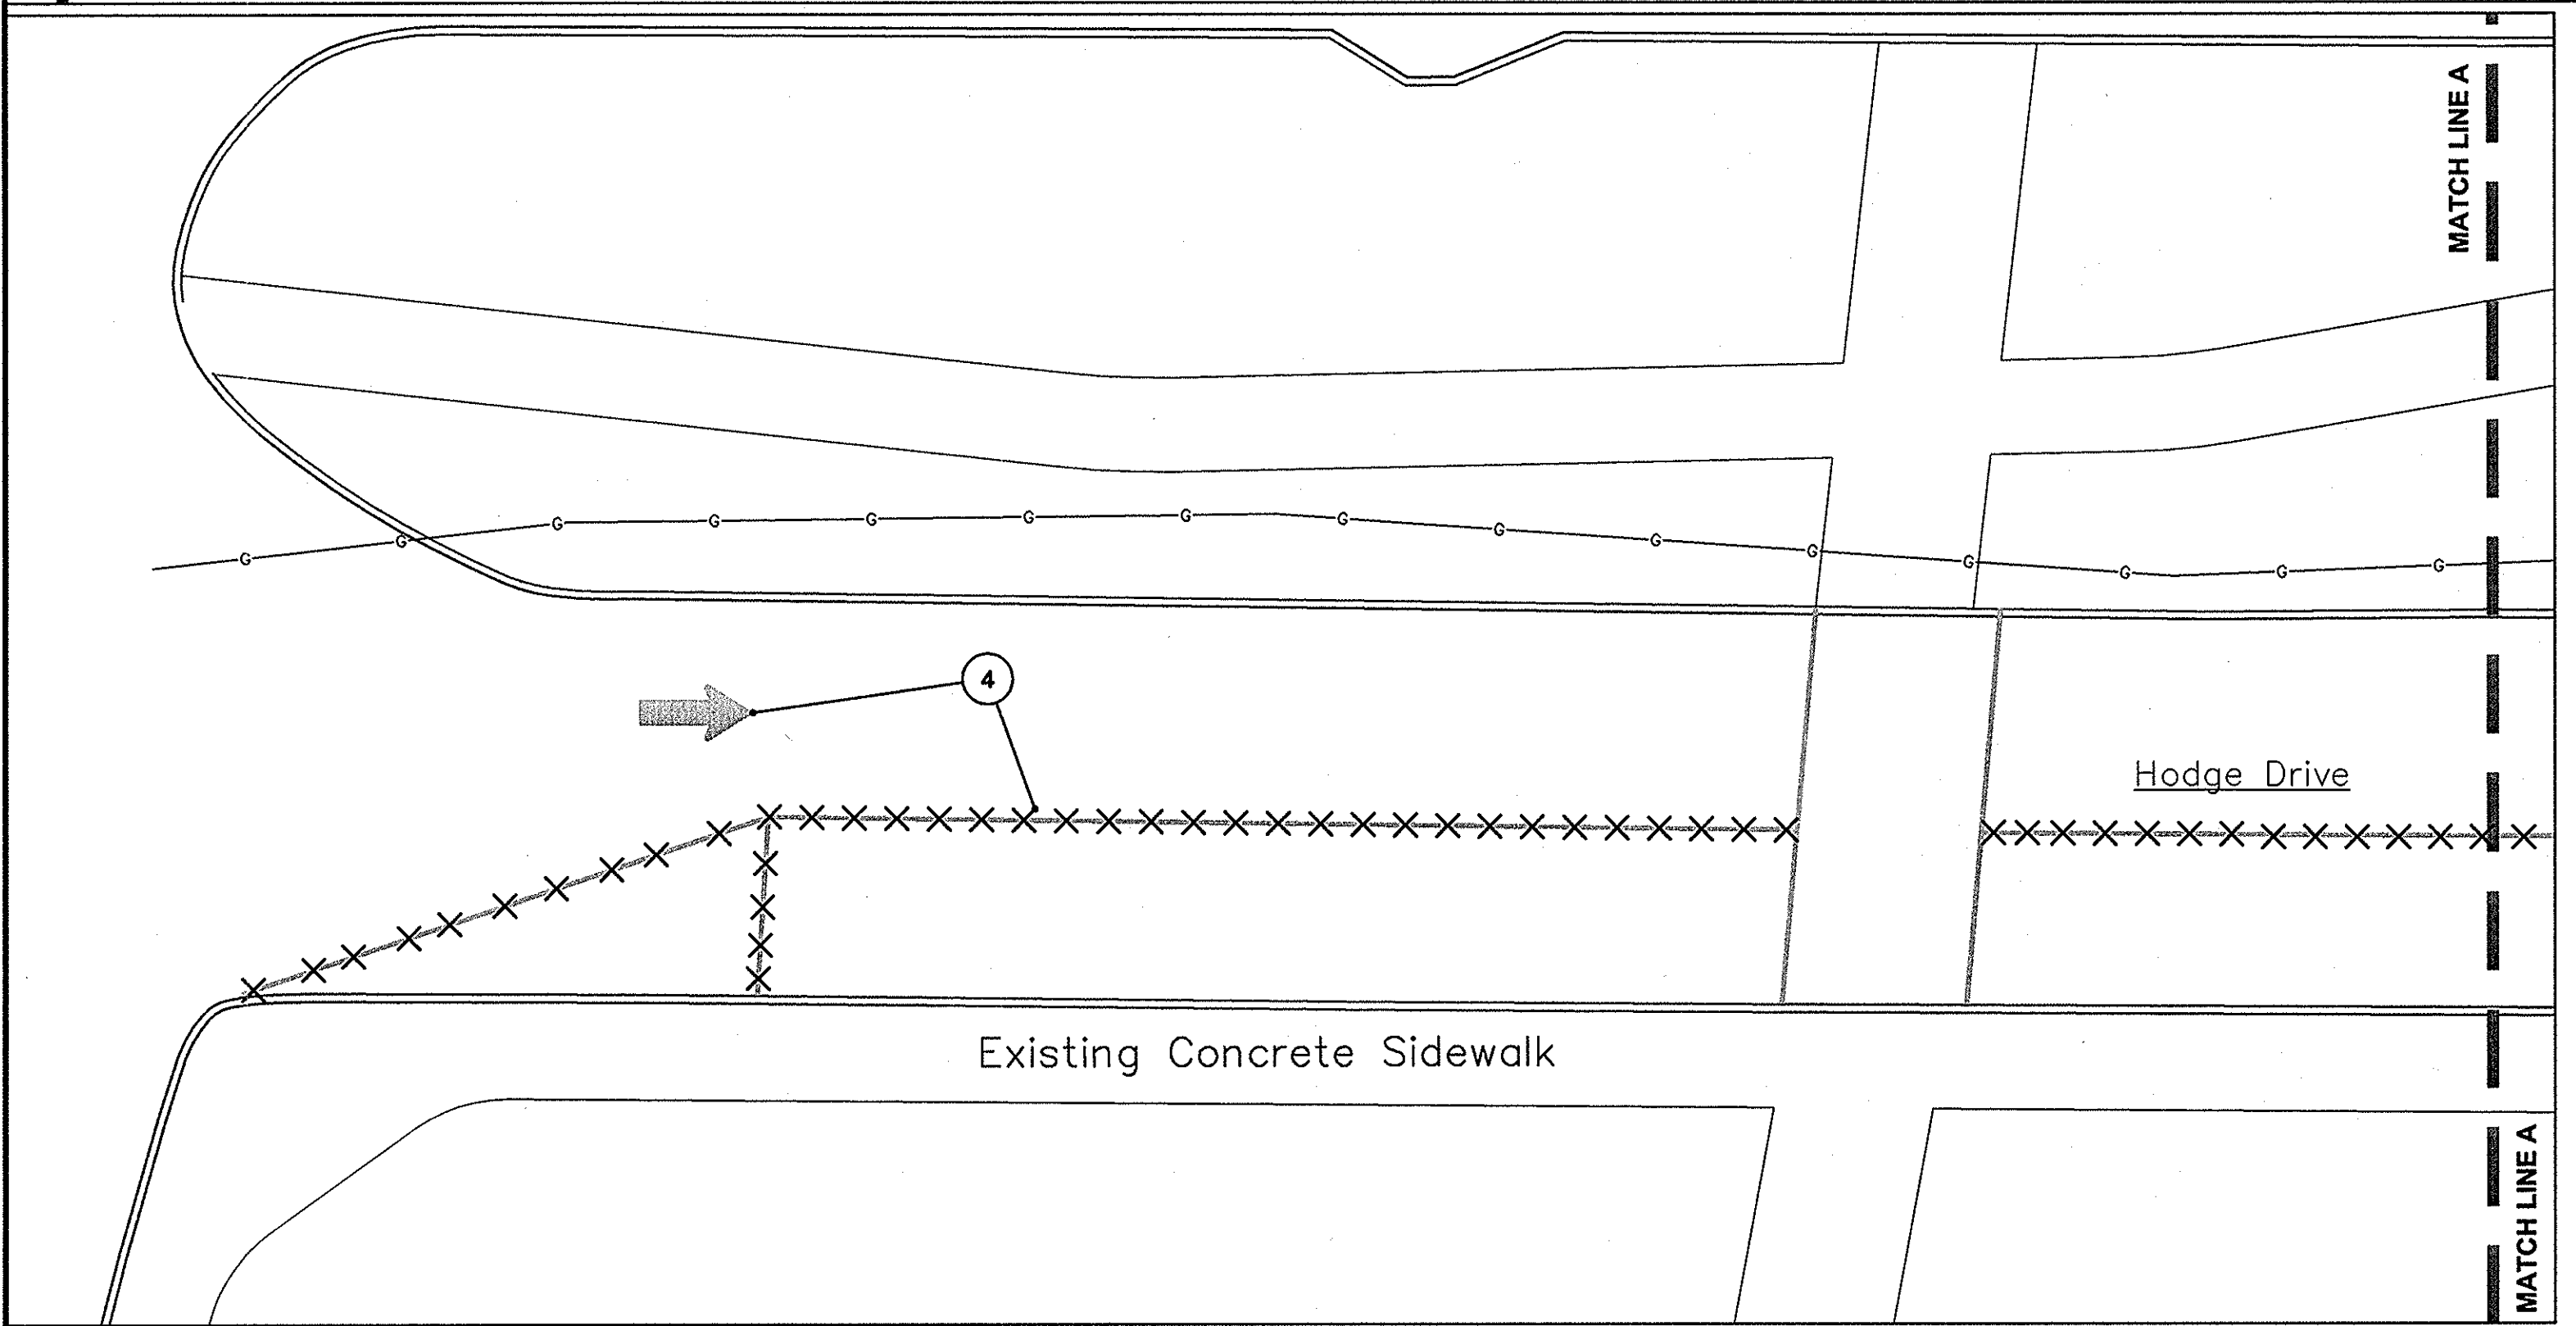 MATCH LINE A
G G G G G G G G G G G G G G G
4
Hodge Drive
Existing Concrete Sidewalk
MATCH LINE A